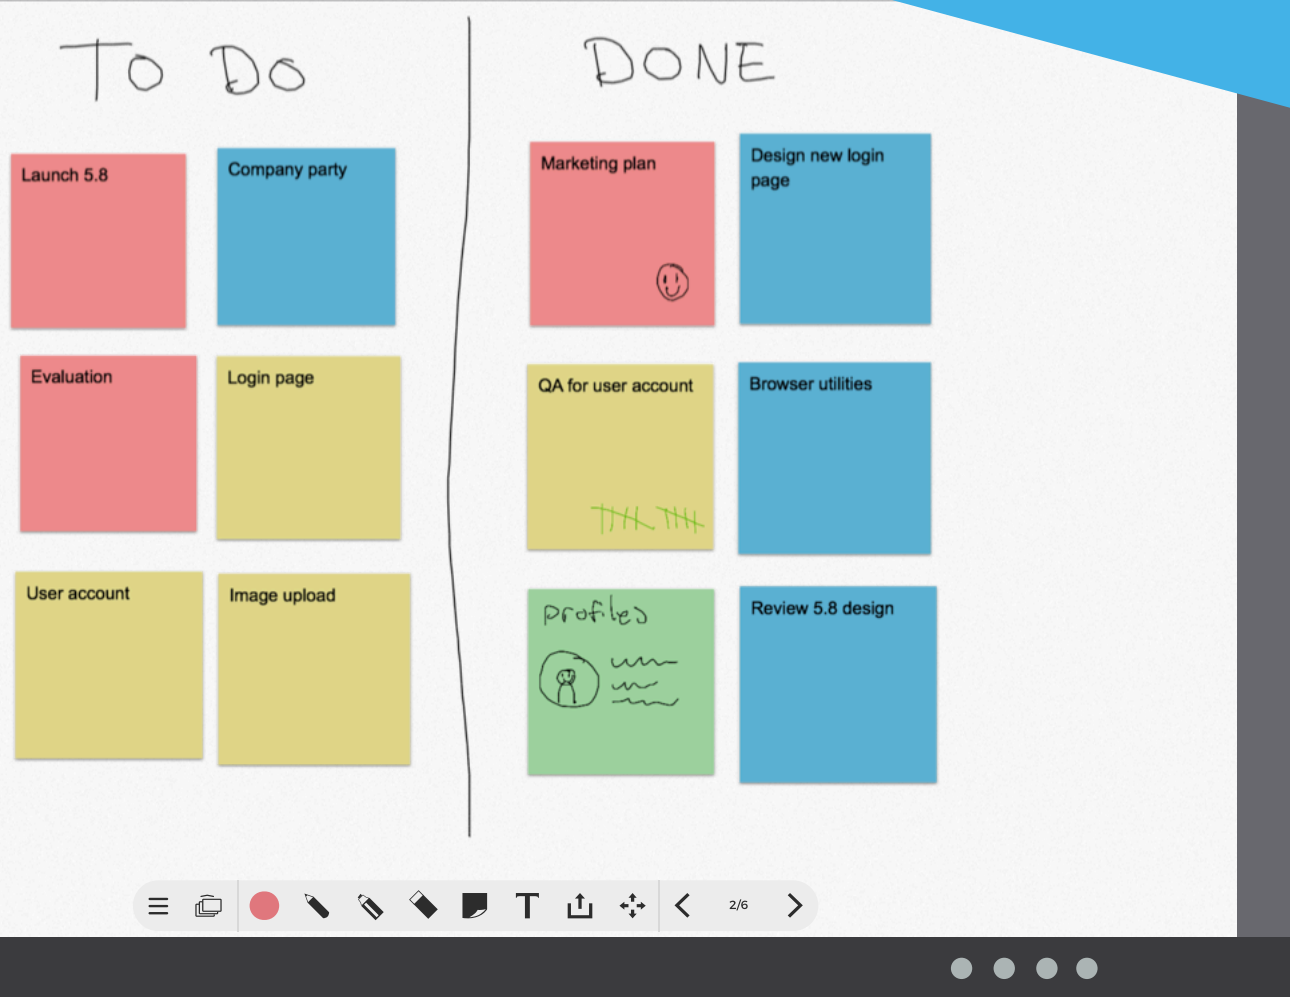 TO DO
DONE
Launch 5.8
Company party
Evaluation
Login page
User account
Image upload
Marketing plan
Design new login
page
QA for user account
Browser utilities
profiles
Review 5.8 design
T
2/6